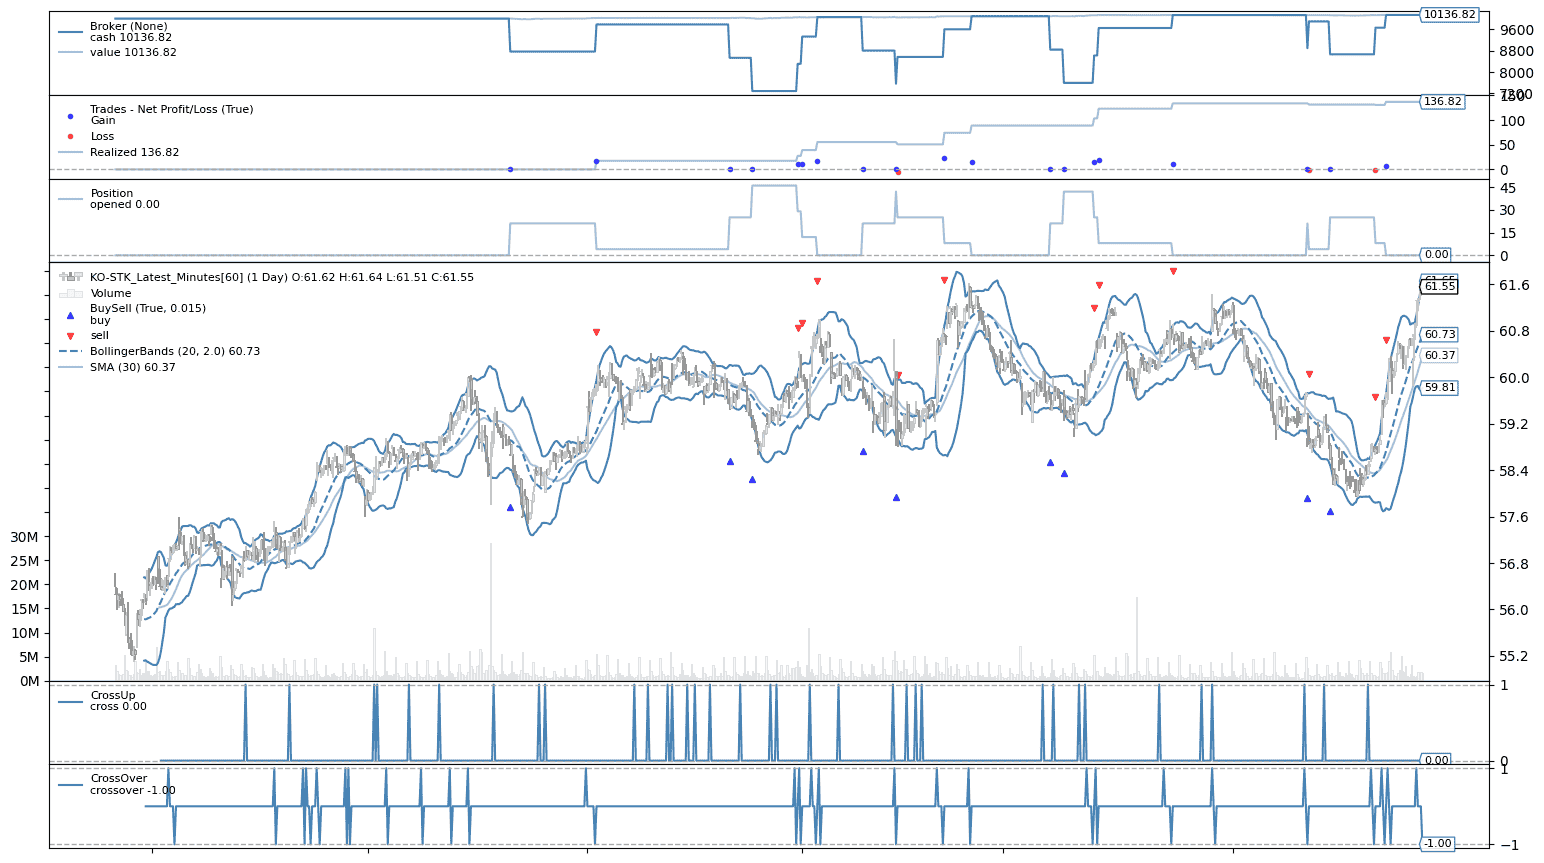 Broker (None)
cash 10136.82
value 10136.82
10136.82
9600
8800
8000
7200
Trades - Net Profit/Loss (True)
Gain
Loss
Realized 136.82
150
136.82
100
50
0
Position
opened 0.00
45
30
15
0
0.00
KO-STK_Latest_Minutes[60] (1 Day) O:61.62 H:61.64 L:61.51 C:61.55
Volume
BuySell (True, 0.015)
buy
sell
BollingerBands (20, 2.0) 60.73
SMA (30) 60.37
61.65
61.55
60.73
60.37
59.81
61.6
60.8
60.0
59.2
58.4
57.6
56.8
56.0
55.2
30M
25M
20M
15M
10M
5M
0M
CrossUp
cross 0.00
1
0
0.00
CrossOver
crossover -1.00
1
−1
-1.00